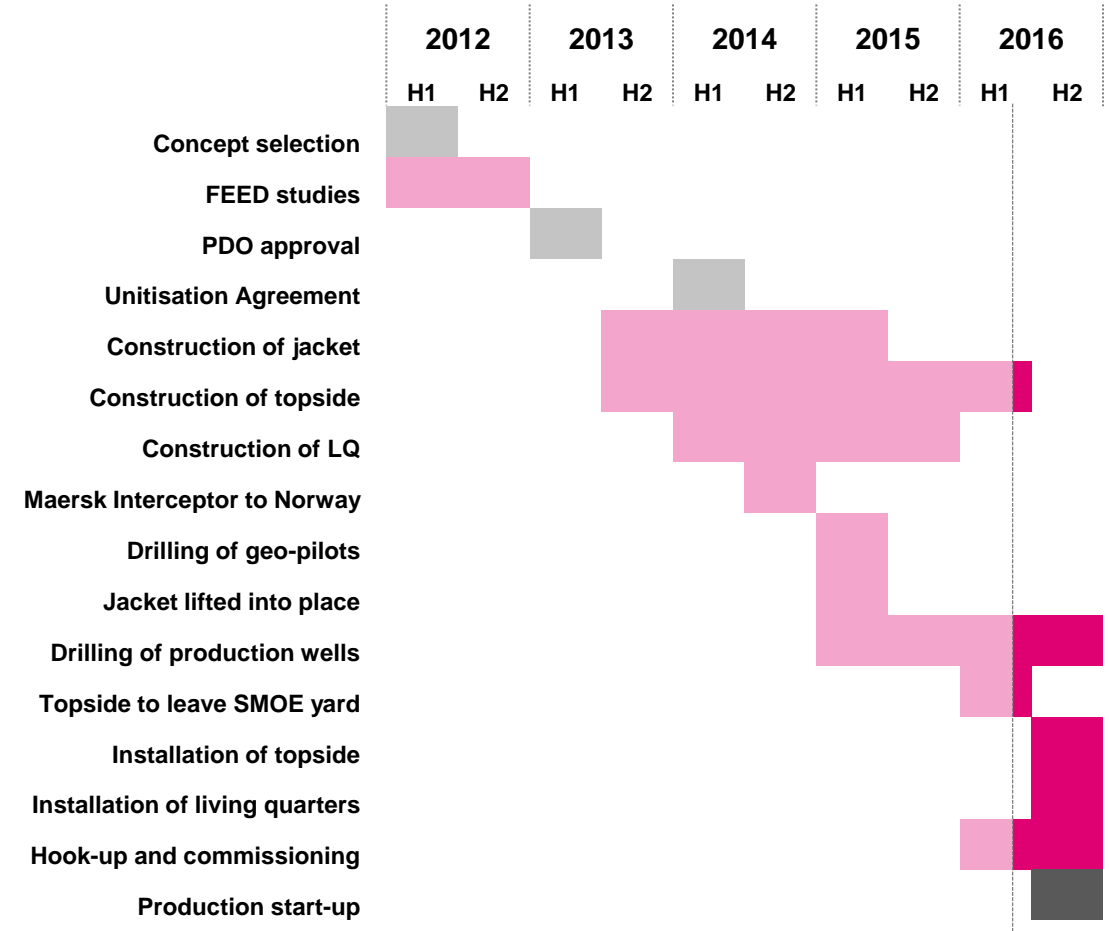 2012 2013 2014 2015 2016
H1 H2 H1 H2 H1 H2 H1 H2 H1 H2
Concept selection
FEED studies
PDO approval
Unitisation Agreement
Construction of jacket
Construction of topside
Construction of LQ
Maersk Interceptor to Norway
Drilling of geo-pilots
Jacket lifted into place
Drilling of production wells
Topside to leave SMOE yard
Installation of topside
Installation of living quarters
Hook-up and commissioning
Production start-up